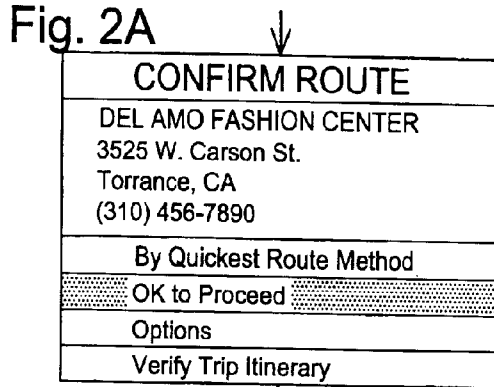 Fig. 2A
CONFIRM ROUTE
DEL AMO FASHION CENTER
3525 W. Carson St.
Torrance, CA
(310) 456-7890
By Quickest Route Method
OK to Proceed
Options
Verify Trip Itinerary